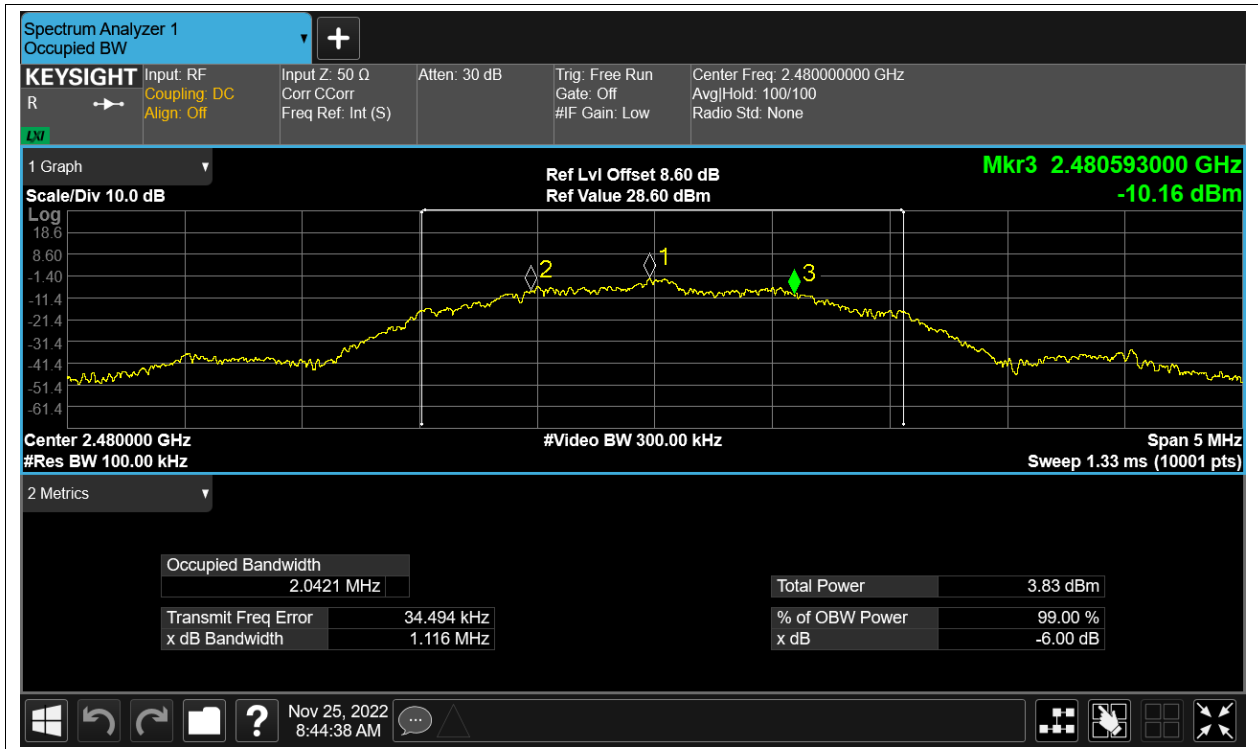 Spectrum Analyzer 1
Occupied BW
KEYSIGHT
R
LXI
Input: RF
Coupling: DC
Align: Off
Input Z: 50 Ω
Corr CCorr
Freq Ref: Int (S)
Atten: 30 dB
Trig: Free Run
Gate: Off
#IF Gain: Low
Center Freq: 2.480000000 GHz
Avg|Hold: 100/100
Radio Std: None
1 Graph
Scale/Div 10.0 dB
Ref Lvl Offset 8.60 dB
Ref Value 28.60 dBm
Mkr3 2.480593000 GHz
-10.16 dBm
Log
18.6
8.60
-1.40
-11.4
-21.4
-31.4
-41.4
-51.4
-61.4
2
1
3
Center 2.480000 GHz
#Res BW 100.00 kHz
#Video BW 300.00 kHz
Span 5 MHz
Sweep 1.33 ms (10001 pts)
2 Metrics
Occupied Bandwidth
2.0421 MHz
Transmit Freq Error 34.494 kHz
x dB Bandwidth 1.116 MHz
Total Power 3.83 dBm
% of OBW Power 99.00 %
x dB -6.00 dB
?
Nov 25, 2022
8:44:38 AM